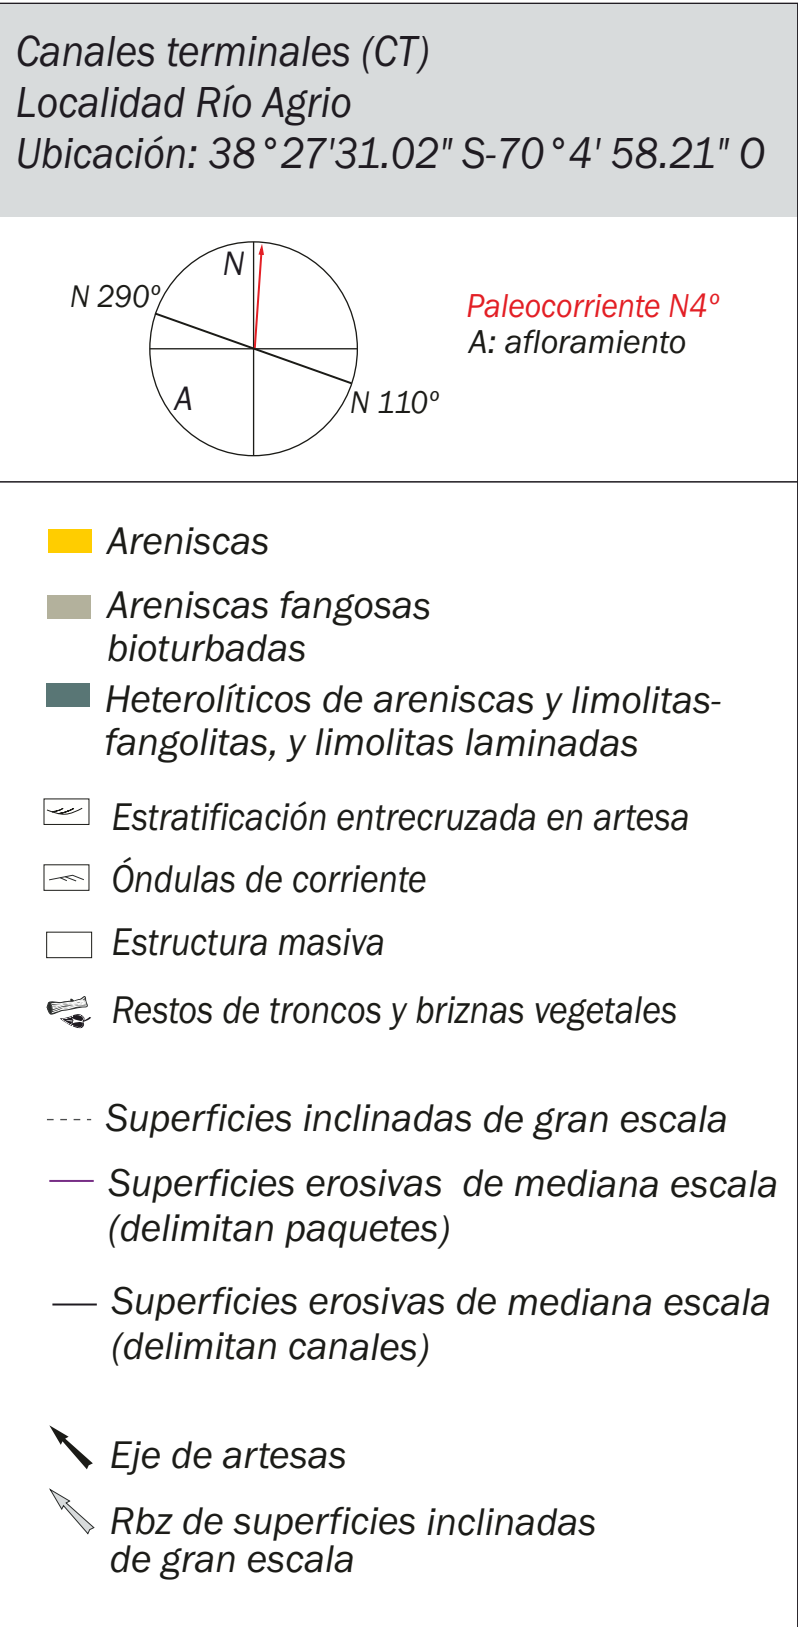 Canales terminales (CT)
Localidad Río Agrio
Ubicación: 38°27'31.02" S-70°4' 58.21" O
N
N 290º
Paleocorriente N4º
A: afloramiento
A
N 110º
Areniscas
Areniscas fangosas
bioturbadas
Heterolíticos de areniscas y limolitas-
fangolitas, y limolitas laminadas
Estratificación entrecruzada en artesa
Óndulas de corriente
Estructura masiva
Restos de troncos y briznas vegetales
Superficies inclinadas de gran escala
Superficies erosivas de mediana escala
(delimitan paquetes)
Superficies erosivas de mediana escala
(delimitan canales)
Eje de artesas
Rbz de superficies inclinadas
de gran escala